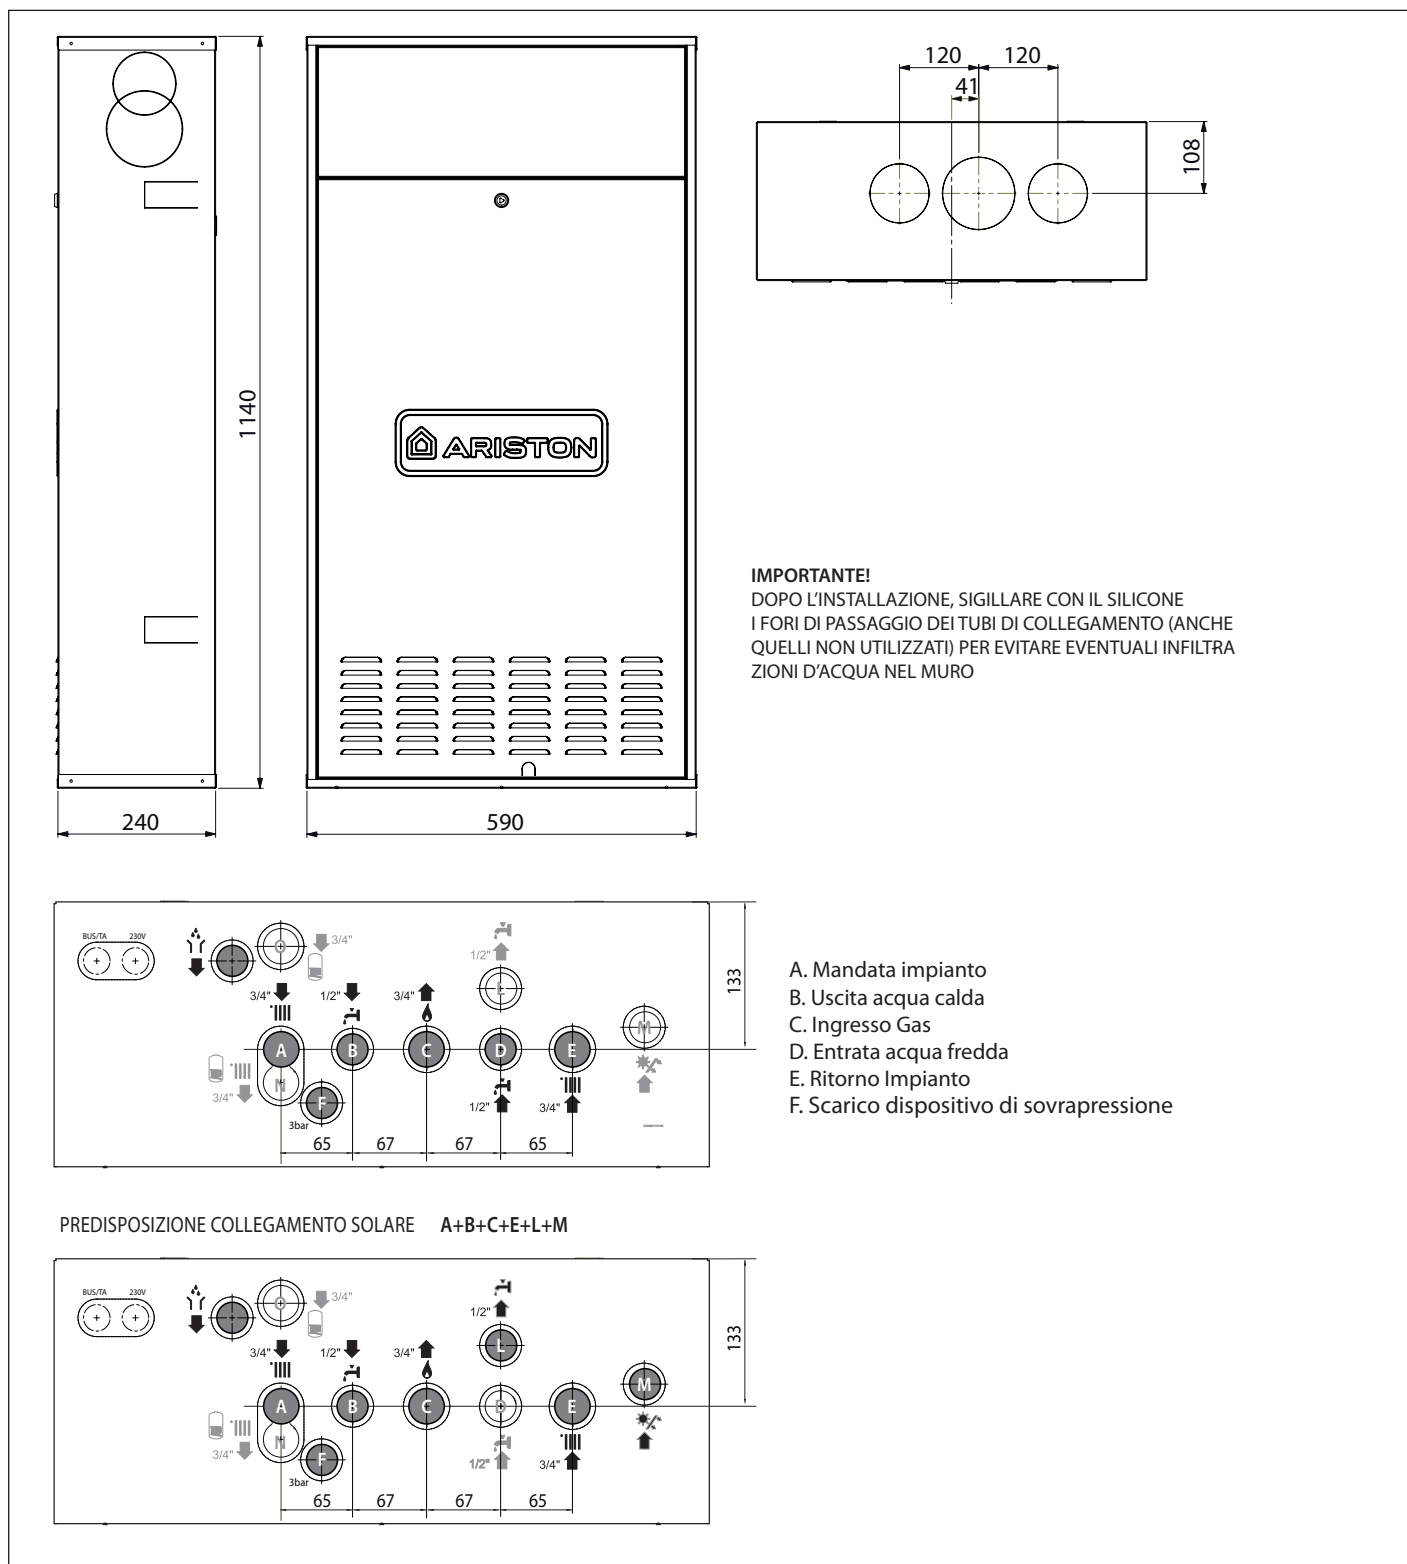 120 120
41
108
1140
ARISTON
IMPORTANTE!
DOPO L'INSTALLAZIONE, SIGILLARE CON IL SILICONE
I FORI DI PASSAGGIO DEI TUBI DI COLLEGAMENTO (ANCHE
QUELLI NON UTILIZZATI) PER EVITARE EVENTUALI INFILTRA
ZIONI D'ACQUA NEL MURO
240 590
BUS/TA 230V
O 3/4"
1/2"
L
3/4" 1/2" 3/4"
133
M
A B C D E
N
3/4"
F
3bar
1/2" 3/4"
65 67 67 65
A. Mandata impianto
B. Uscita acqua calda
C. Ingresso Gas
D. Entrata acqua fredda
E. Ritorno Impianto
F. Scarico dispositivo di sovrapressione
PREDISPOSIZIONE COLLEGAMENTO SOLARE A+B+C+E+L+M
BUS/TA 230V
O 3/4"
1/2"
L
3/4" 1/2" 3/4"
133
M
A B C D E
N
3/4"
F
3bar
1/2" 3/4"
65 67 67 65